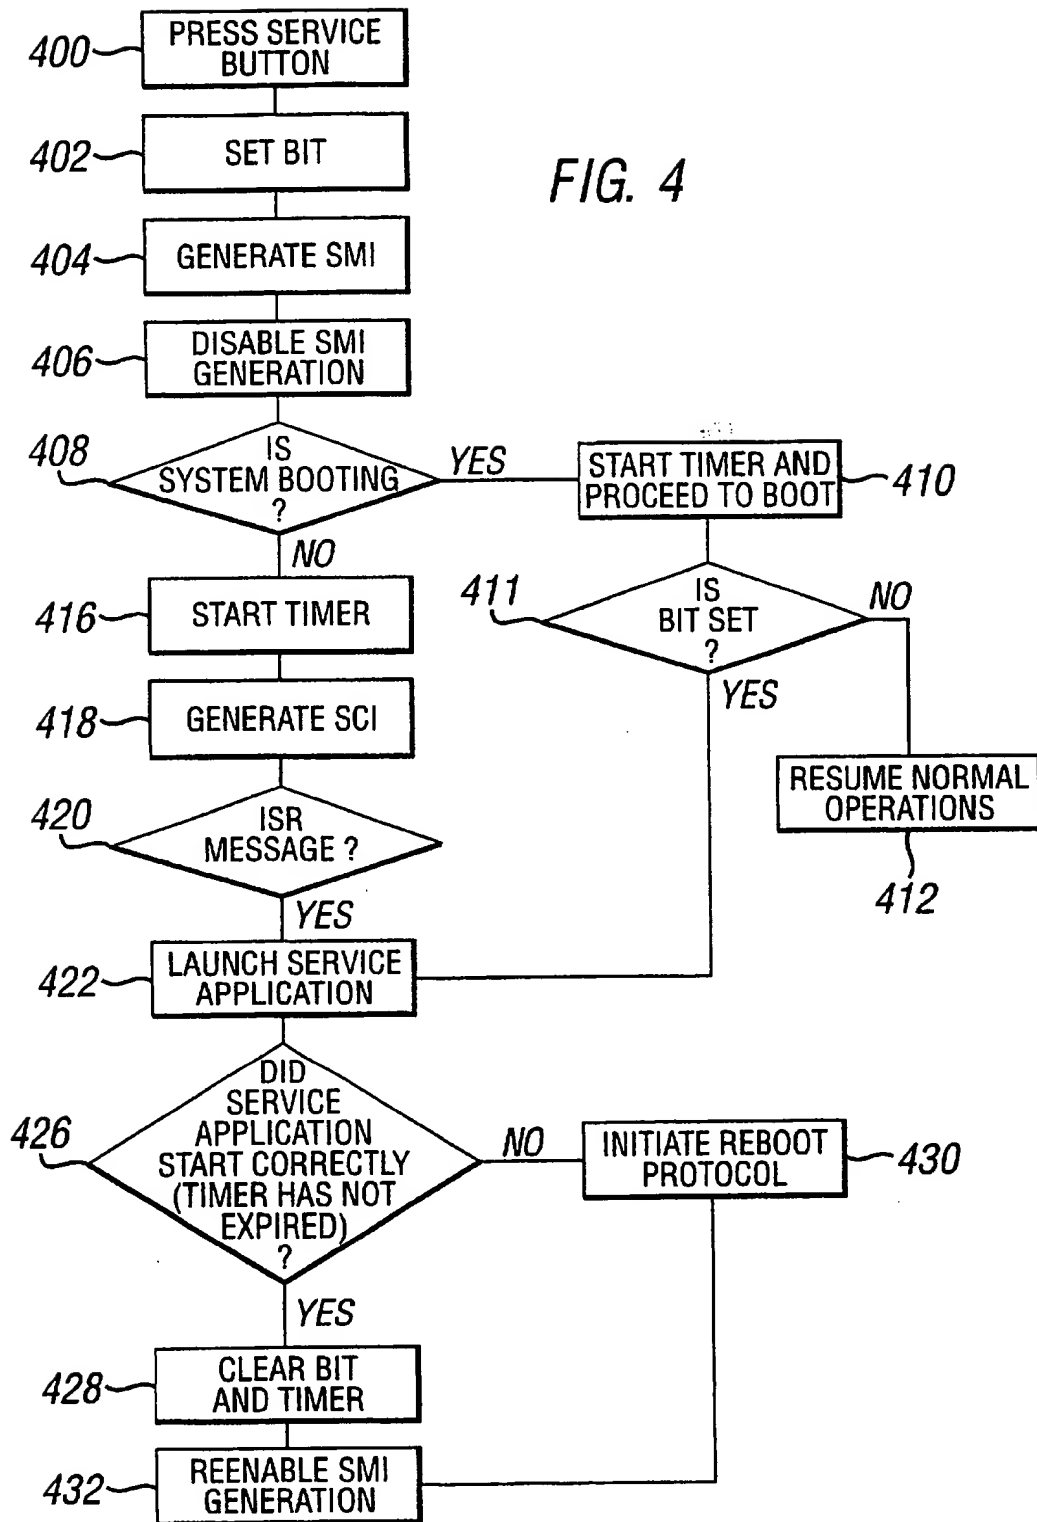 400
PRESS SERVICE
BUTTON
402
SET BIT
FIG. 4
404
GENERATE SMI
406
DISABLE SMI
GENERATION
408
IS
SYSTEM BOOTING
?
YES
START TIMER AND
PROCEED TO BOOT
410
NO
411
IS
BIT SET
?
NO
YES
416
START TIMER
418
GENERATE SCI
RESUME NORMAL
OPERATIONS
412
420
ISR
MESSAGE ?
YES
422
LAUNCH SERVICE
APPLICATION
426
DID
SERVICE
APPLICATION
START CORRECTLY
(TIMER HAS NOT
EXPIRED)
?
NO
INITIATE REBOOT
PROTOCOL
430
YES
428
CLEAR BIT
AND TIMER
432
REENABLE SMI
GENERATION